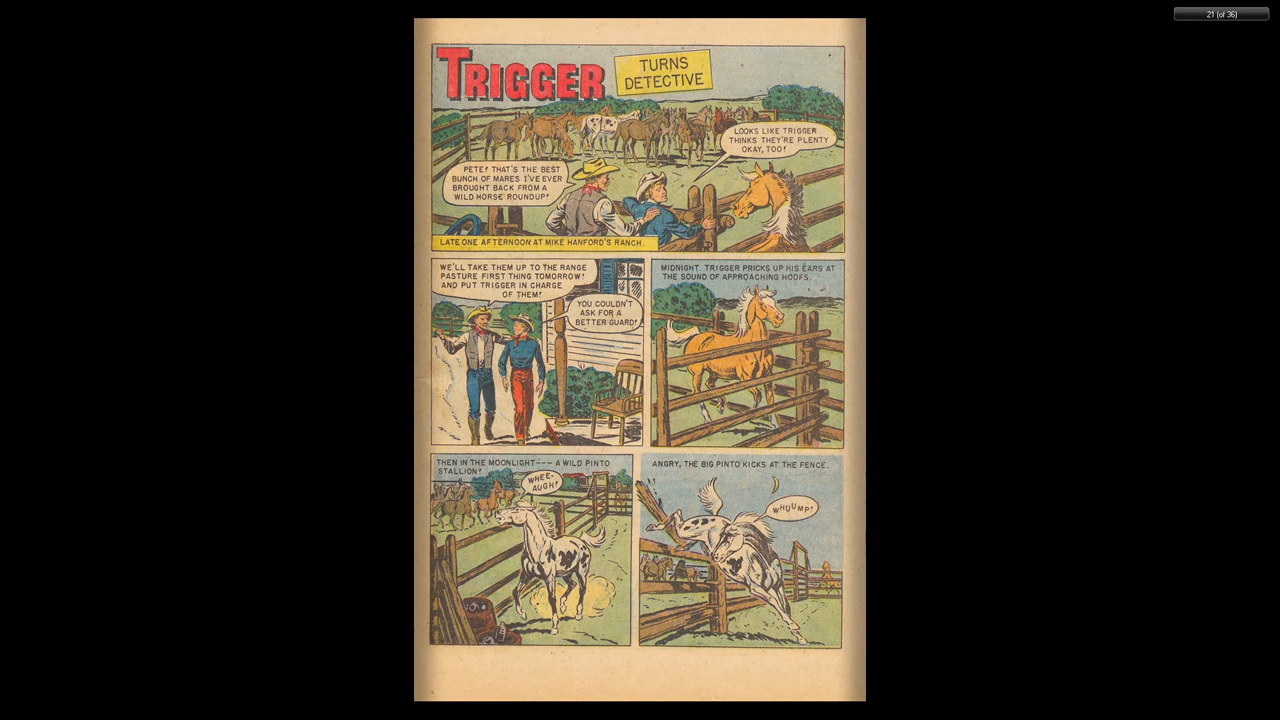 21 (of 36)
TRIGGER
TURNS
DETECTIVE
LOOKS LIKE TRIGGER
THINKS THEY'RE PLENTY
OKAY, TOO!
PETE! THAT'S THE BEST
BUNCH OF MARES I'VE EVER
BROUGHT BACK FROM A
WILD HORSE ROUNDUP!
LATE ONE AFTERNOON AT MIKE HANFORD'S RANCH.
WE'LL TAKE THEM UP TO THE RANGE
PASTURE FIRST THING TOMORROW!
AND PUT TRIGGER IN CHARGE
OF THEM!
YOU COULDN'T
ASK FOR A
BETTER GUARD!
MIDNIGHT. TRIGGER PRICKS UP HIS EARS AT
THE SOUND OF APPROACHING HOOFS.
THEN IN THE MOONLIGHT--- A WILD PINTO
STALLION!
WHEE-
AUGH!
ANGRY, THE BIG PINTO KICKS AT THE FENCE.
WHUUMP!